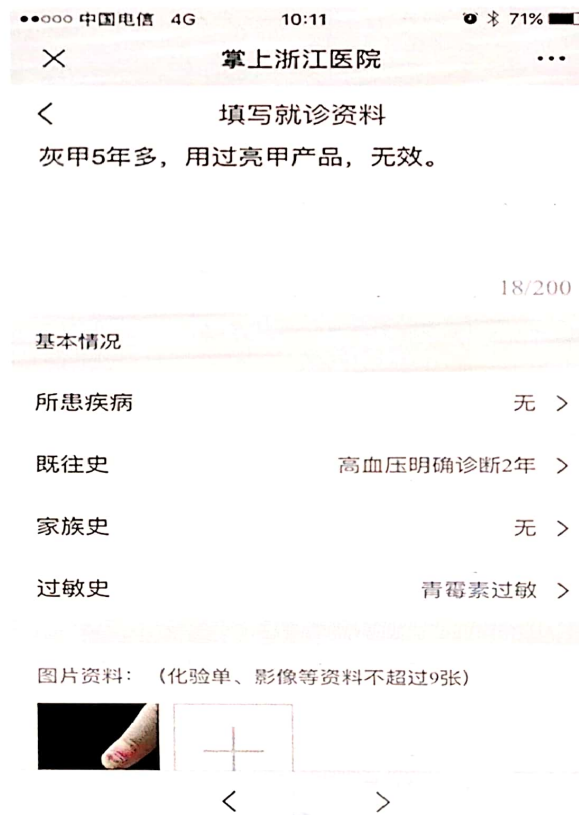 ●●○○○ 中国电信 4G 10:11 71%
掌上浙江医院
填写就诊资料
灰甲5年多，用过亮甲产品，无效。
18/200
基本情况
所患疾病 无
既往史 高血压明确诊断2年
家族史 无
过敏史 青霉素过敏
图片资料：（化验单、影像等资料不超过9张）